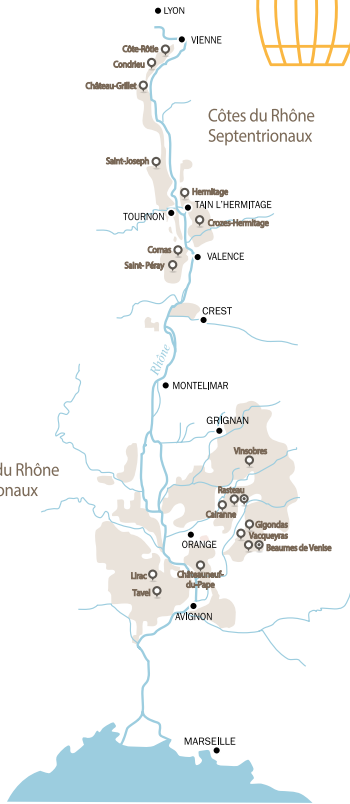 LYON
VIENNE
Côte-Rôtie
Condrieu
Château-Grillet
Côtes du Rhône
Septentrionaux
Saint-Joseph
Hermitage
TAIN L'HERMITAGE
TOURNON
Crozes-Hermitage
Cornas
VALENCE
Saint- Péray
CREST
Rhône
MONTELIMAR
GRIGNAN
Vinsobres
du Rhône
onaux
Rasteau
Cairanne
Gigondas
Vacqueyras
ORANGE
Beaumes de Venise
Lirac
Châteauneuf-
du-Pape
Tavel
AVIGNON
MARSEILLE